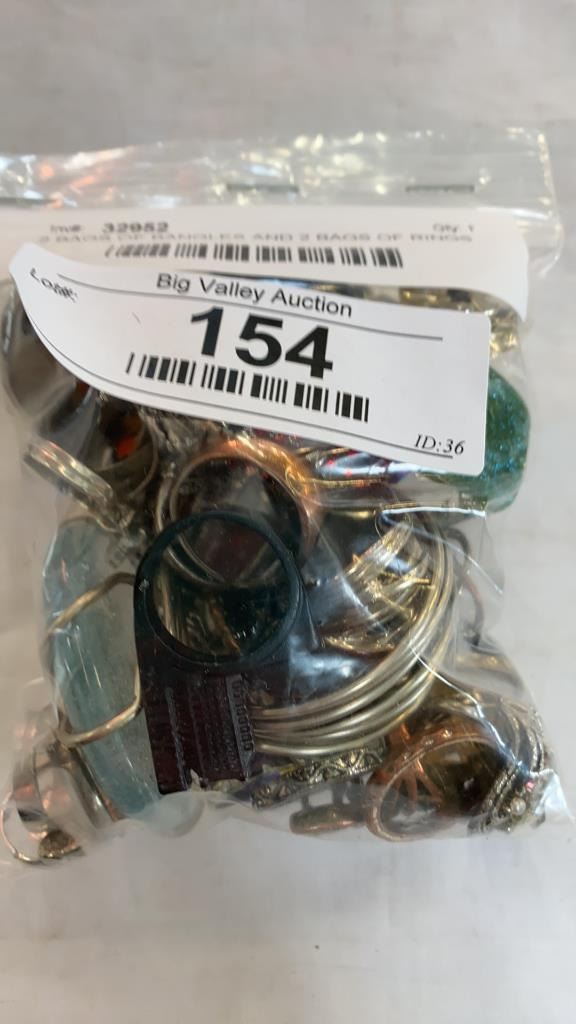 Inv#: 32952 Qty 1
2 BAGS OF BANGLES AND 2 BAGS OF RINGS
Big Valley Auction
154
ID:36